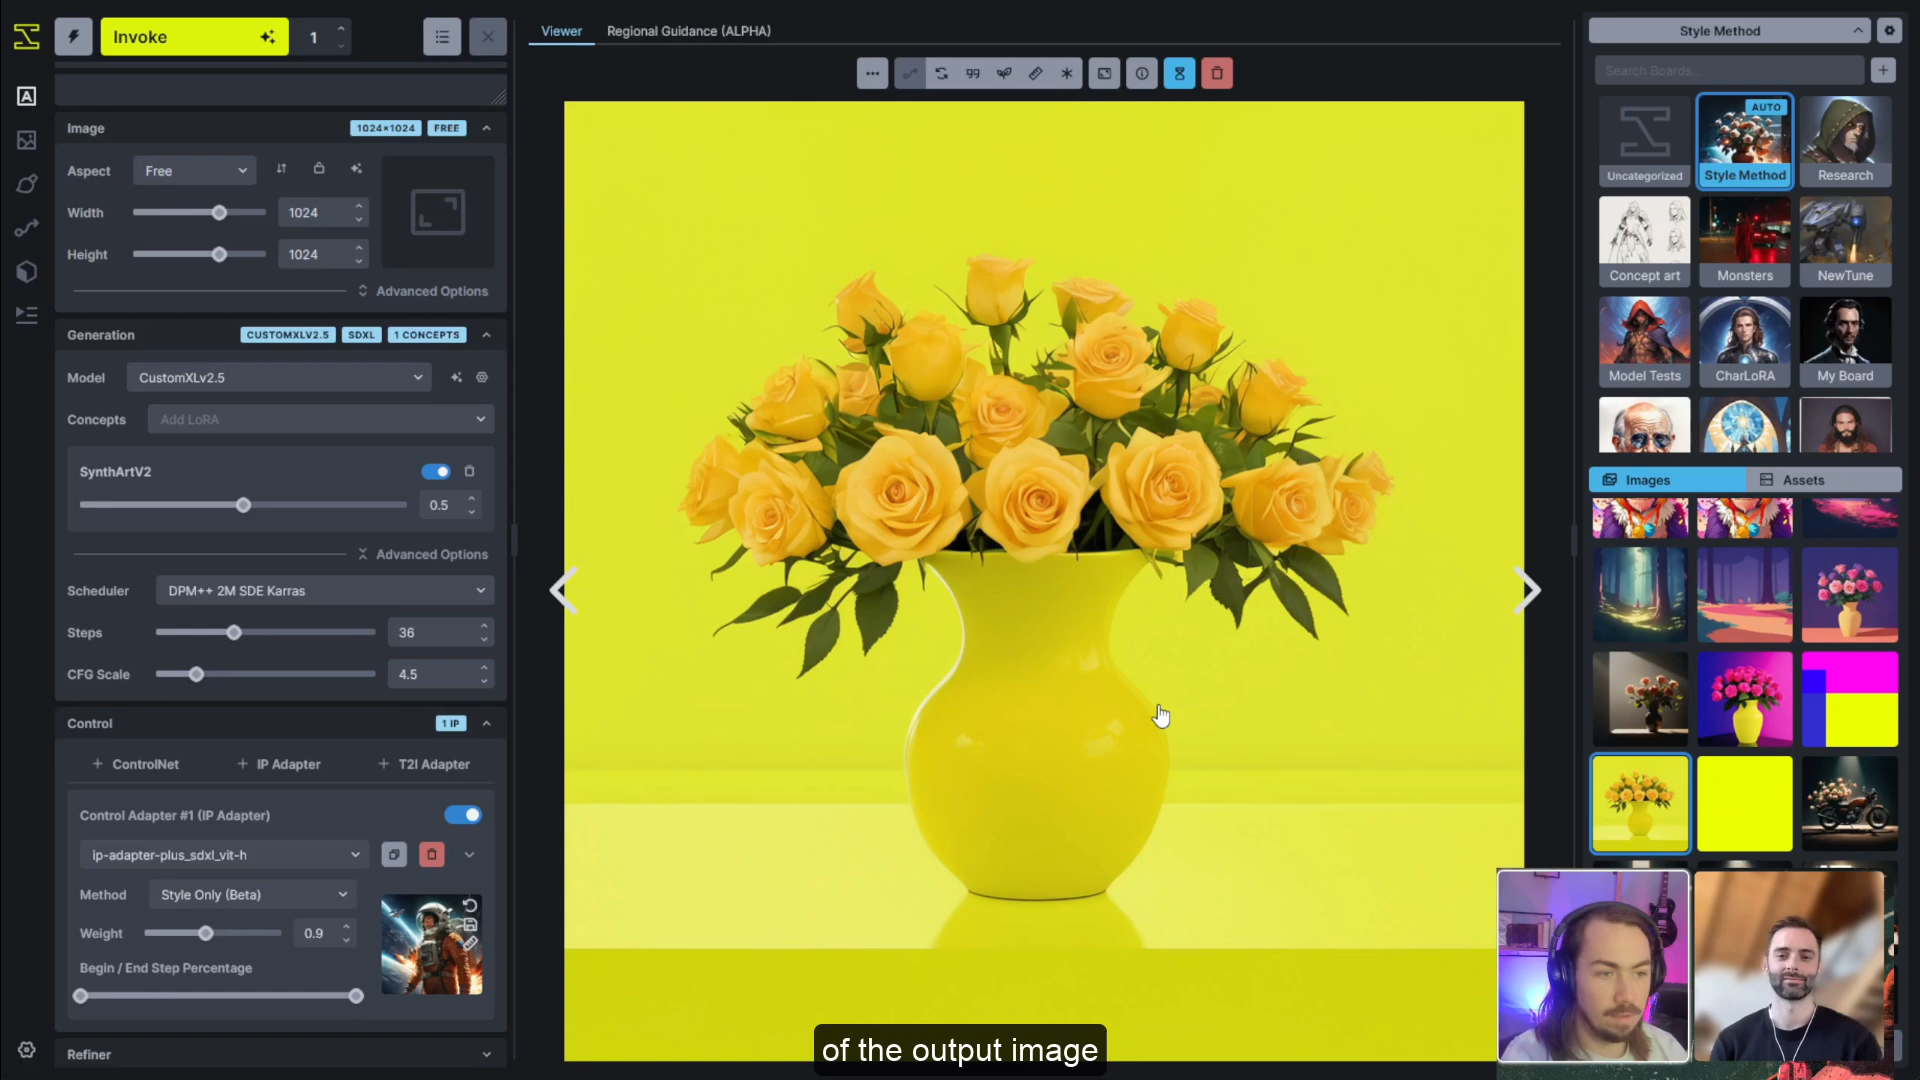 Invoke
1
Viewer
Regional Guidance (ALPHA)
Style Method
Search Boards...
AUTO
Uncategorized
Style Method
Research
Concept art
Monsters
NewTune
Model Tests
CharLoRA
My Board
Images
Assets
Image
1024×1024
FREE
Aspect
Free
Width
1024
Height
1024
Advanced Options
Generation
CUSTOMXLV2.5
SDXL
1 CONCEPTS
Model
CustomXLv2.5
Concepts
Add LoRA
SynthArtV2
0.5
Advanced Options
Scheduler
DPM++ 2M SDE Karras
Steps
36
CFG Scale
4.5
Control
1 IP
+ ControlNet
+ IP Adapter
+ T2I Adapter
Control Adapter #1 (IP Adapter)
ip-adapter-plus_sdxl_vit-h
Method
Style Only (Beta)
Weight
0.9
Begin / End Step Percentage
Refiner
of the output image